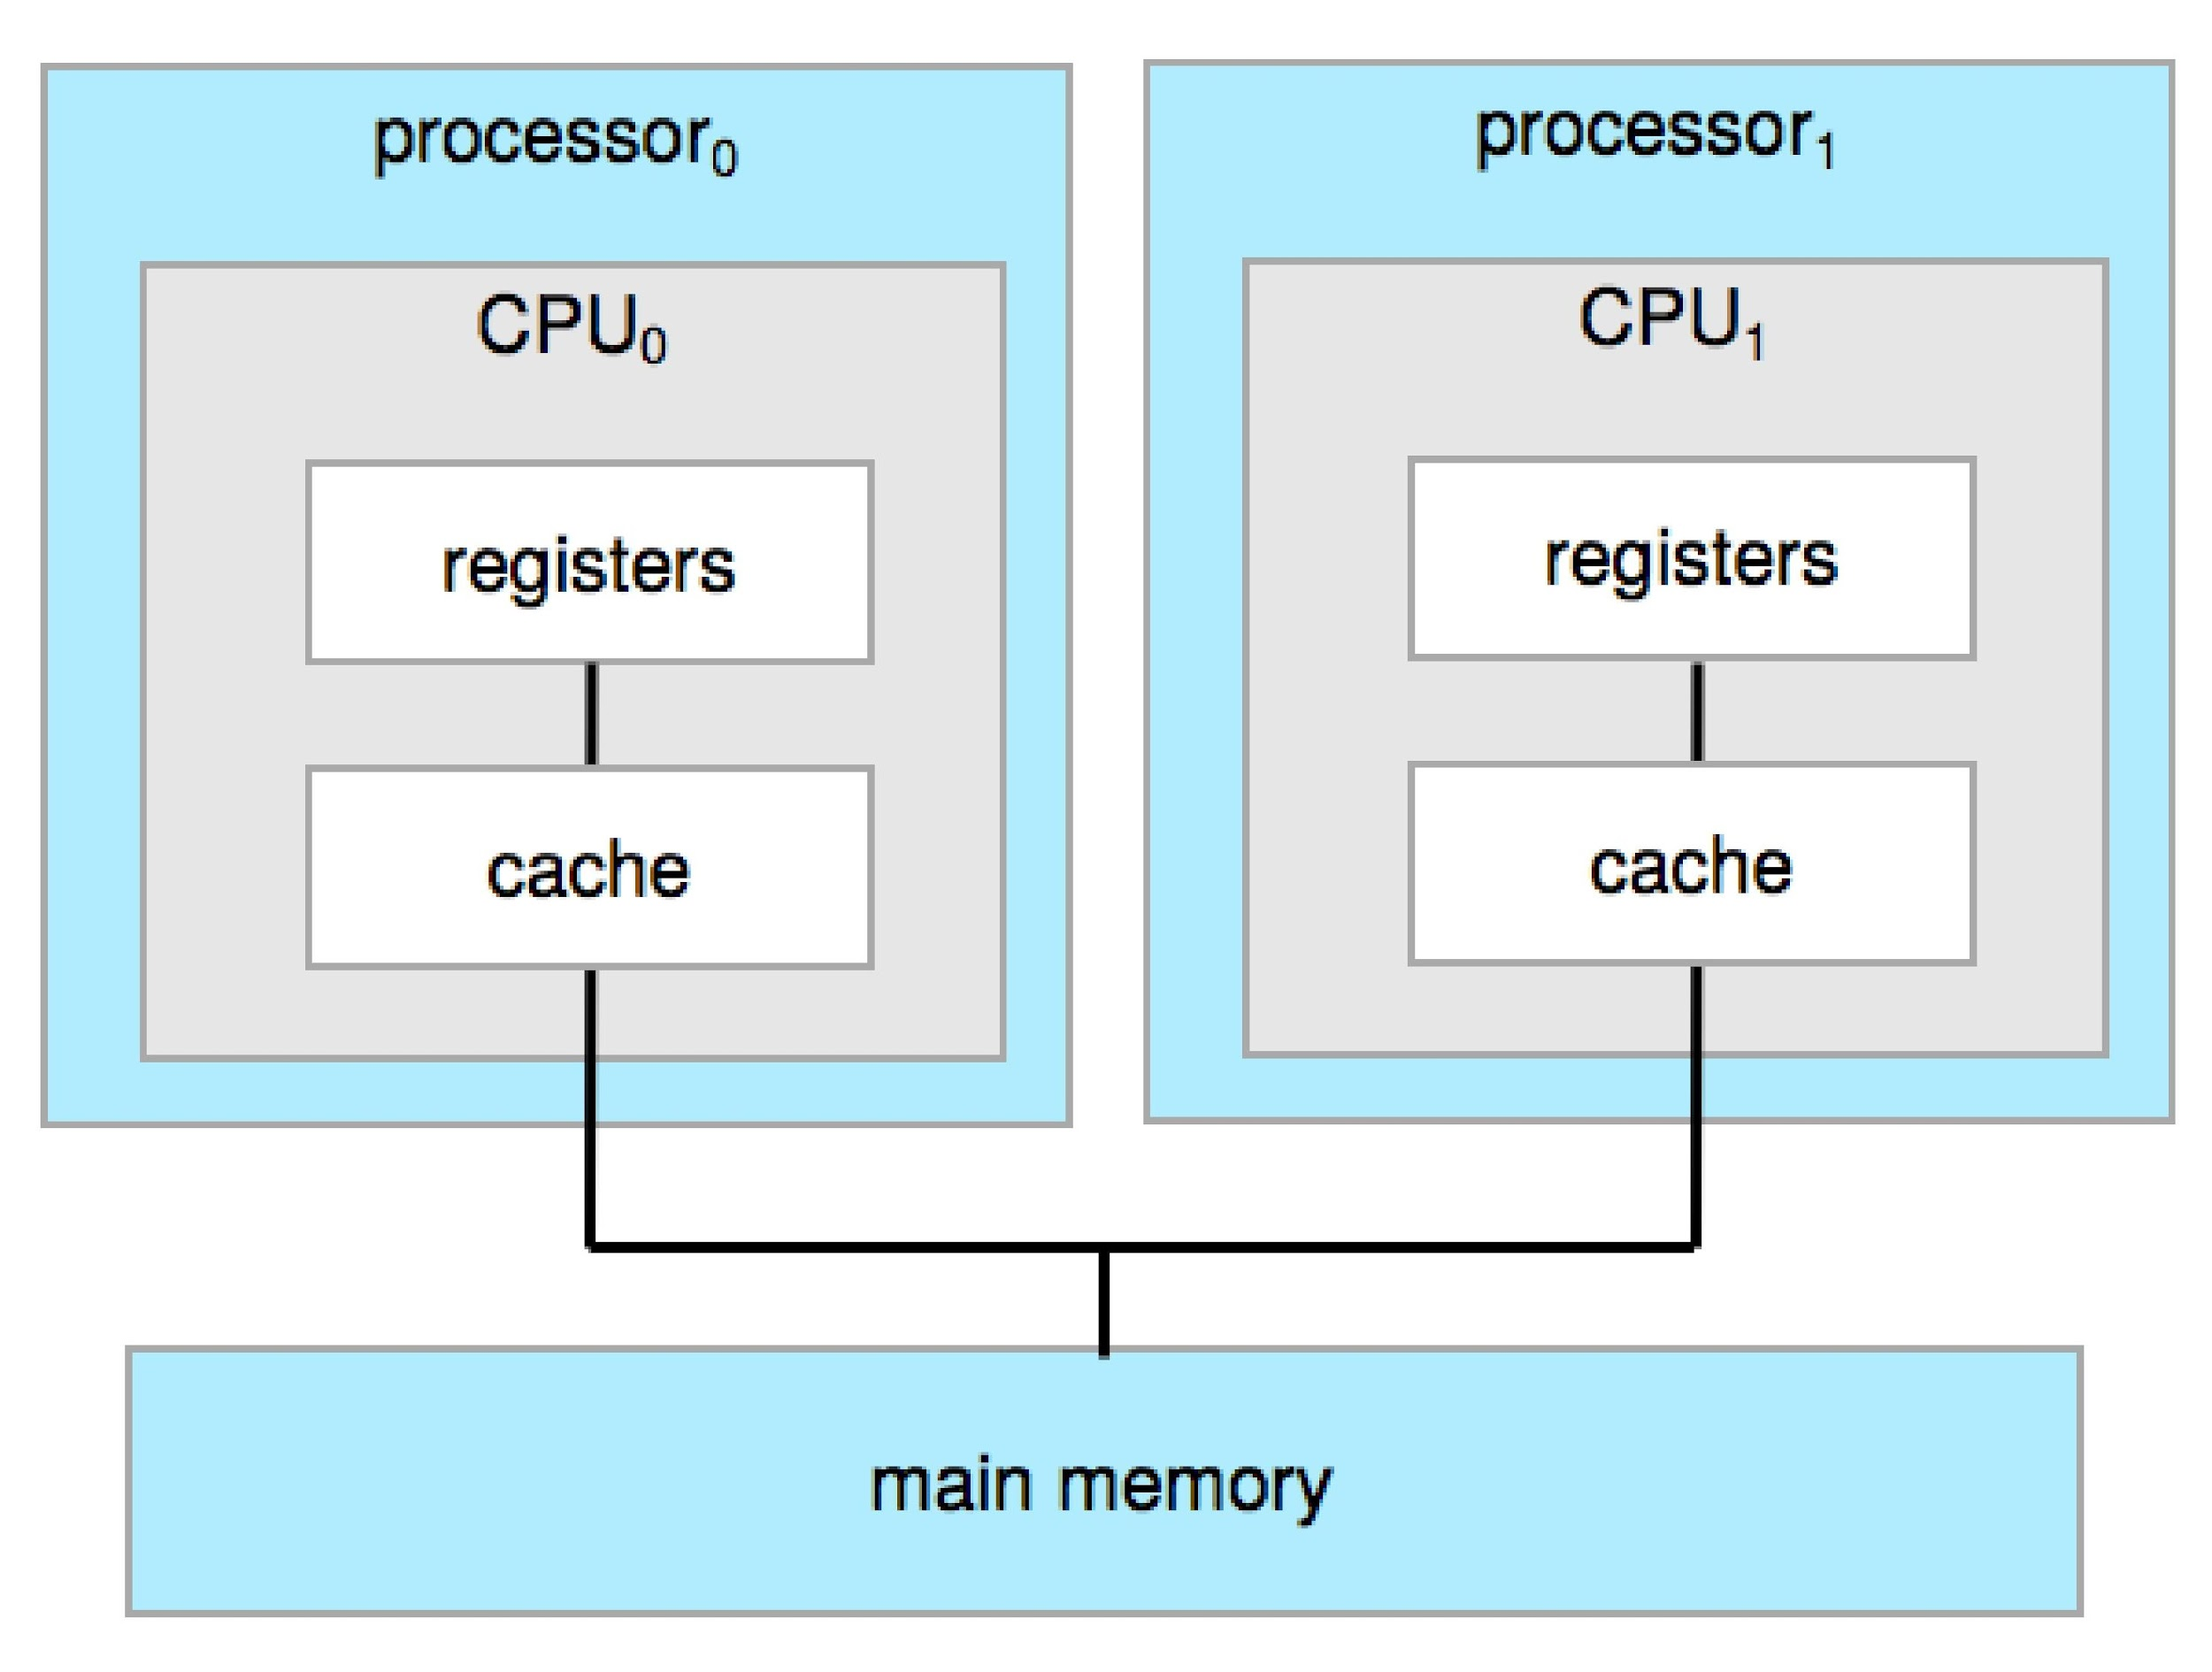 processor₀
processor₁
CPU₀
CPU₁
registers
registers
cache
cache
main memory